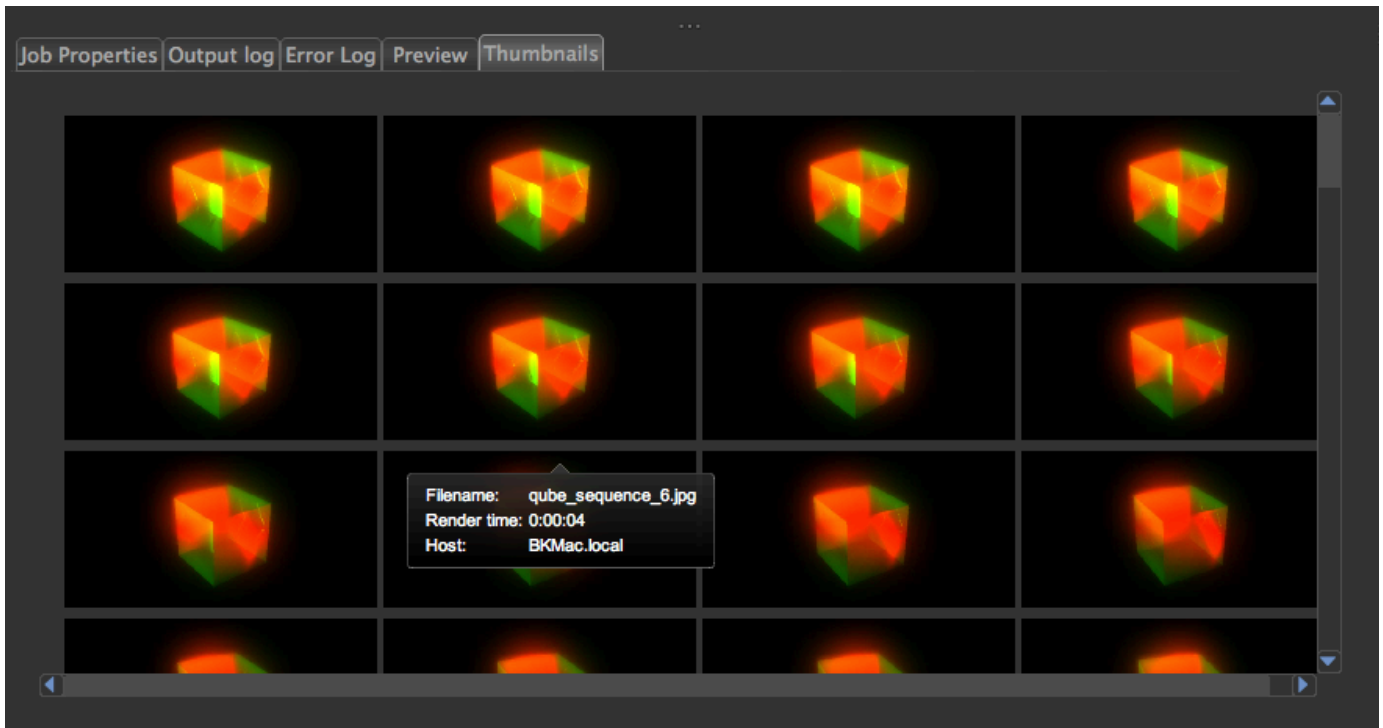 Job Properties Output log Error Log Preview Thumbnails
Filename: qube_sequence_6.jpg
Render time: 0:00:04
Host: BKMac.local